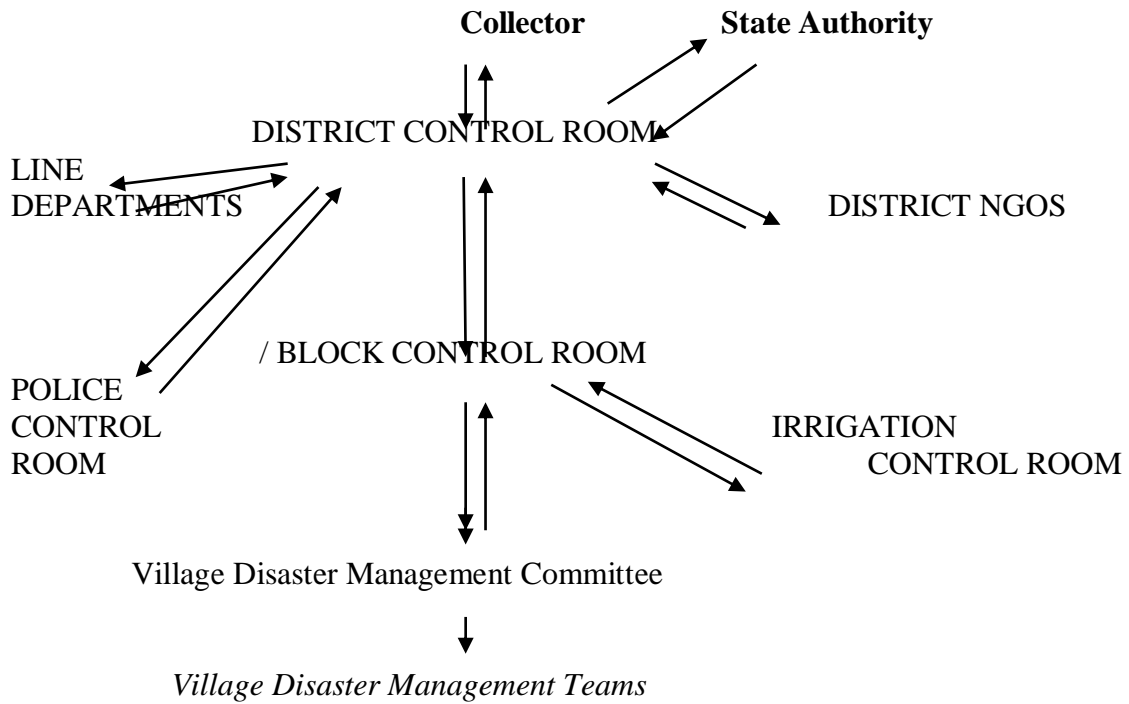 Collector State Authority
DISTRICT CONTROL ROOM
LINE
DEPARTMENTS
DISTRICT NGOS
/ BLOCK CONTROL ROOM
POLICE
CONTROL
ROOM
IRRIGATION
CONTROL ROOM
Village Disaster Management Committee
Village Disaster Management Teams